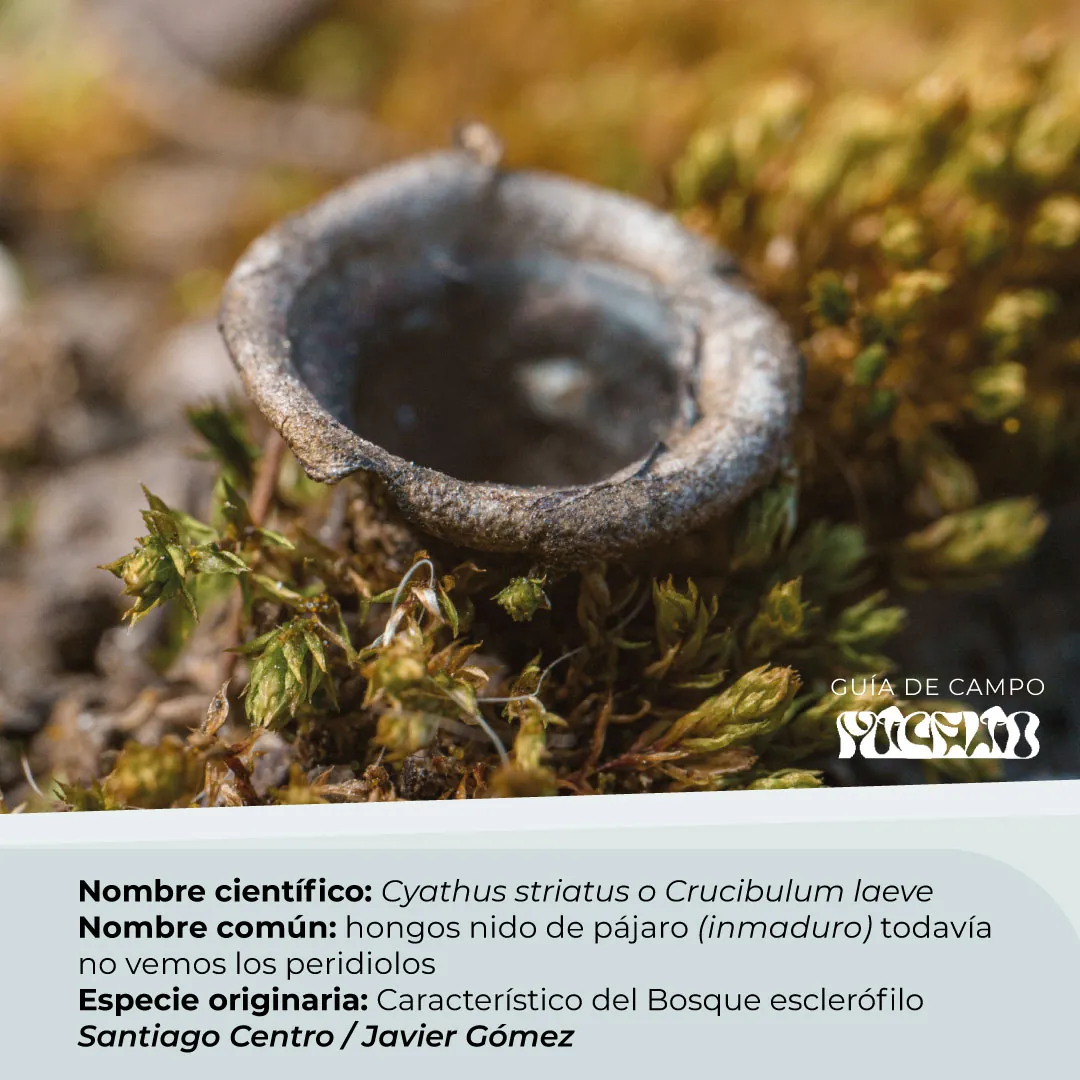 GUÍA DE CAMPO
MICELIO
Nombre científico: Cyathus striatus o Crucibulum laeve
Nombre común: hongos nido de pájaro (inmaduro) todavía
no vemos los peridiolos
Especie originaria: Característico del Bosque esclerófilo
Santiago Centro / Javier Gómez